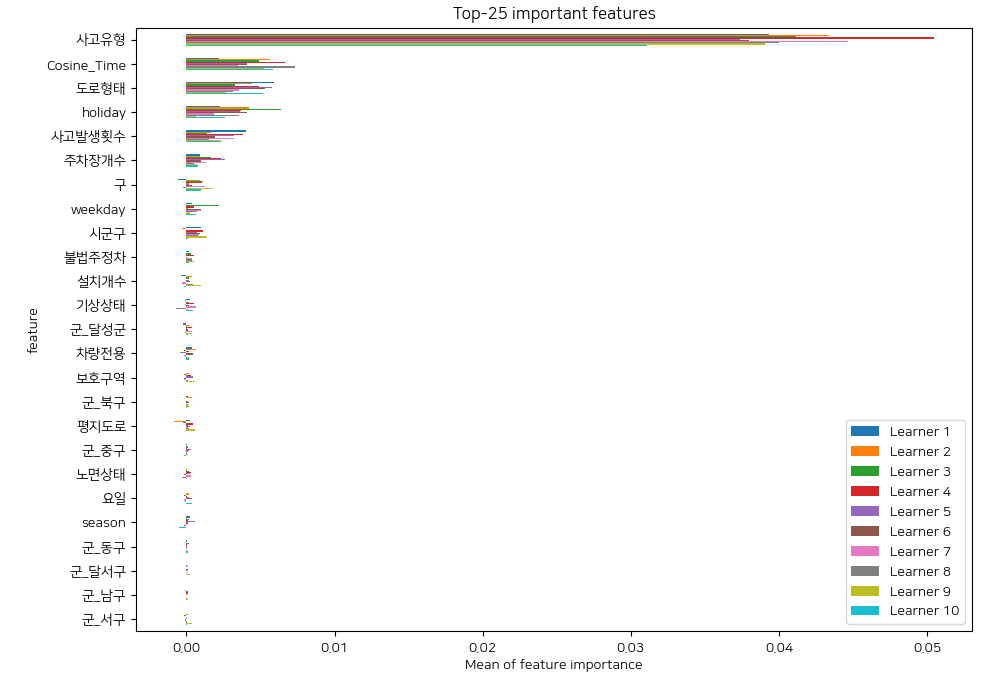 Top-25 important features
사고유형
Cosine_Time
도로형태
holiday
사고발생횟수
주차장개수
구
weekday
시군구
불법주정차
설치개수
기상상태
군_달성군
차량전용
보호구역
군_북구
평지도로
군_중구
노면상태
요일
season
군_동구
군_달서구
군_남구
군_서구
feature
Learner 1
Learner 2
Learner 3
Learner 4
Learner 5
Learner 6
Learner 7
Learner 8
Learner 9
Learner 10
0.00 0.01 0.02 0.03 0.04 0.05
Mean of feature importance